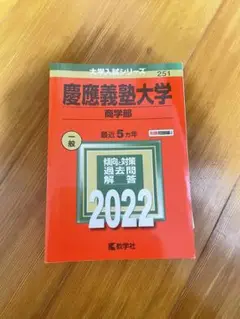 大学入試シリーズ
251
慶應義塾大学
商学部
一般
最近5カ年
傾向と対策
過去問
解答
2022
教学社